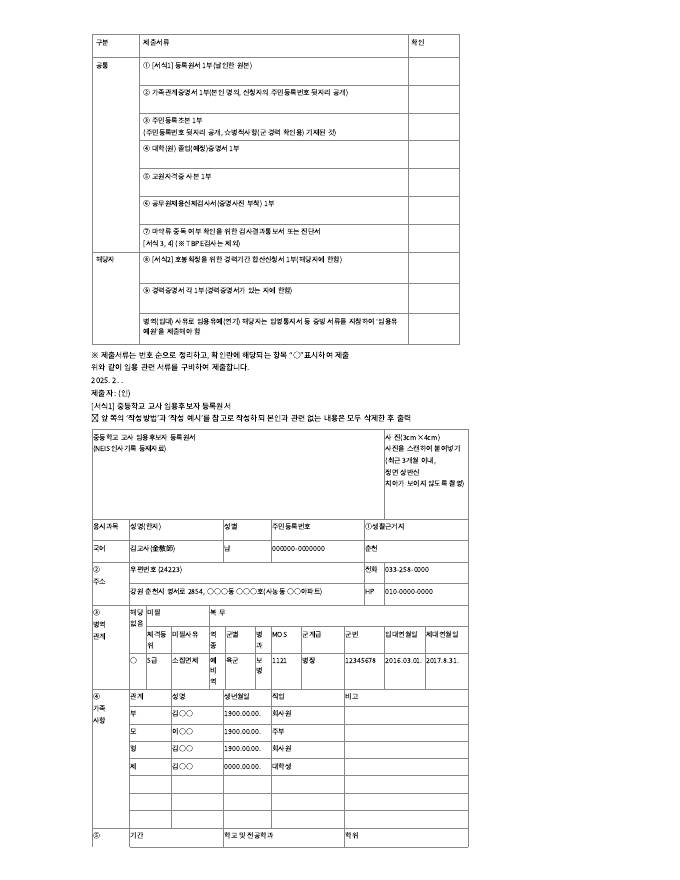 구분 제출서류 확인
공통 ① [서식1] 등록원서 1부(날인한 원본)
② 가족관계증명서 1부(본인 명의, 신청자의 주민등록번호 뒷자리 공개)
③ 주민등록초본 1부
(주민등록번호 뒷자리 공개, ☆병적사항(군 경력 확인용) 기재된 것)
④ 대학(원) 졸업(예정)증명서 1부
⑤ 교원자격증 사본 1부
⑥ 공무원채용신체검사서(증명사진 부착) 1부
⑦ 마약류 중독 여부 확인을 위한 검사결과통보서 또는 진단서
[서식 3, 4] (※ TBPE검사는 제외)
해당자 ⑧ [서식2] 호봉획정을 위한 경력기간 합산신청서 1부(해당자에 한함)
⑨ 경력증명서 각 1부(경력증명서가 있는 자에 한함)
병역(입대) 사유로 임용유예(연기) 해당자는 입영통지서 등 증빙 서류를 지참하여 '임용유
예원'을 제출해야 함
※ 제출서류는 번호 순으로 정리하고, 확인란에 해당되는 항목 "○"표시하여 제출
위와 같이 임용 관련 서류를 구비하여 제출합니다.
2025. 2. .
제출자 : (인)
[서식1] 중등학교 교사 임용후보자 등록원서
☒ 앞 쪽의 '작성방법'과 '작성 예시'를 참고로 작성하되 본인과 관련 없는 내용은 모두 삭제한 후 출력
중등학교 교사 임용후보자 등록원서
(NEIS 인사기록 등재자료)
사 진(3cm×4cm)
사진을 스캔하여 붙여넣기
(최근 3개월 이내,
정면 상반신
치아가 보이지 않도록 촬영)
응시과목 성명(한자) 성별 주민등록번호 ①생활근거지
국어 김교사(金敎師) 남 000000-0000000 춘천
②
주소
우편번호 (24223) 전화 033-258-0000
강원 춘천시 영서로 2854, ○○○동 ○○○호(사농동 ○○아파트) HP 010-0000-0000
③
병역
관계
해당
없음
미필 복 무
체격등
위
미필사유 역
종
군별 병
과
MOS 군계급 군번 입대연월일 제대연월일
○ 5급 소집면제 예
비
역
육군 보
병
1121 병장 12345678 2016.03.01. 2017.8.31.
④
가족
사항
관계 성명 생년월일 직업 비고
부 김○○ 1900.00.00. 회사원
모 이○○ 1900.00.00. 주부
형 김○○ 1900.00.00. 회사원
제 김○○ 0000.00.00. 대학생
⑤ 기간 학교 및 전공학과 학위